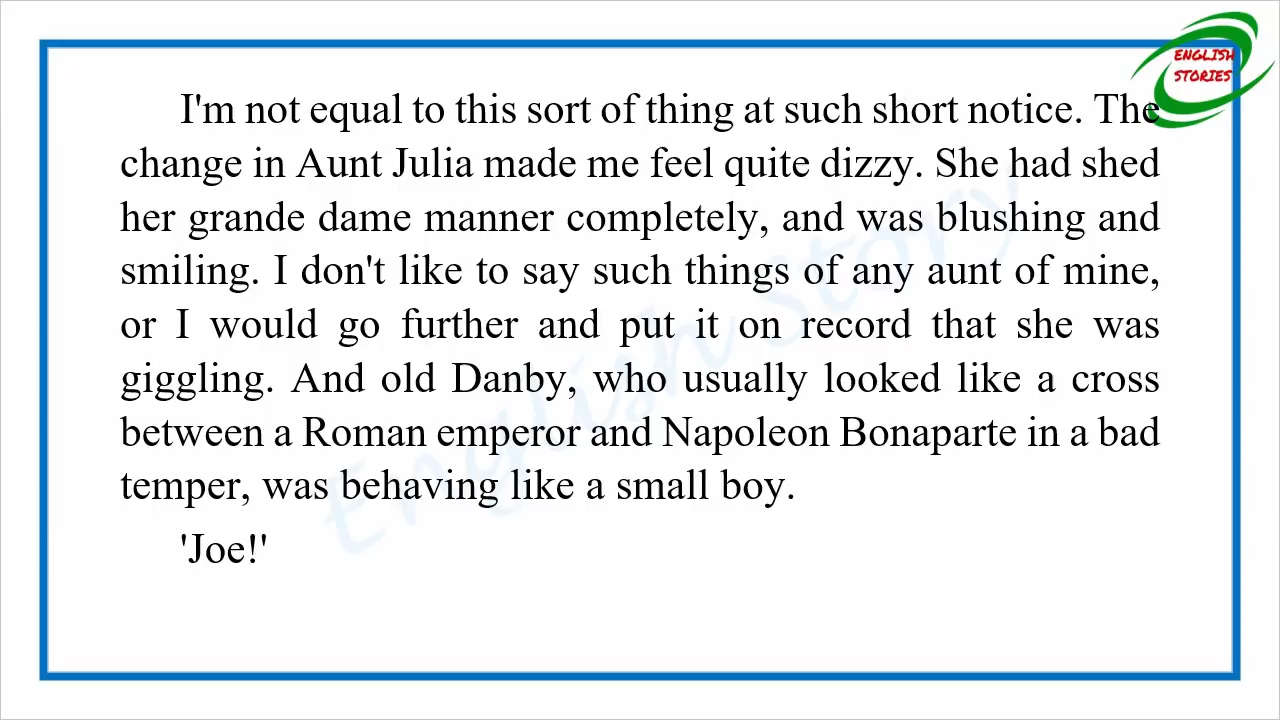 ENGLISH
STORIES
I'm not equal to this sort of thing at such short notice. The
change in Aunt Julia made me feel quite dizzy. She had shed
her grande dame manner completely, and was blushing and
smiling. I don't like to say such things of any aunt of mine,
or I would go further and put it on record that she was
giggling. And old Danby, who usually looked like a cross
between a Roman emperor and Napoleon Bonaparte in a bad
temper, was behaving like a small boy.
'Joe!'
English Story